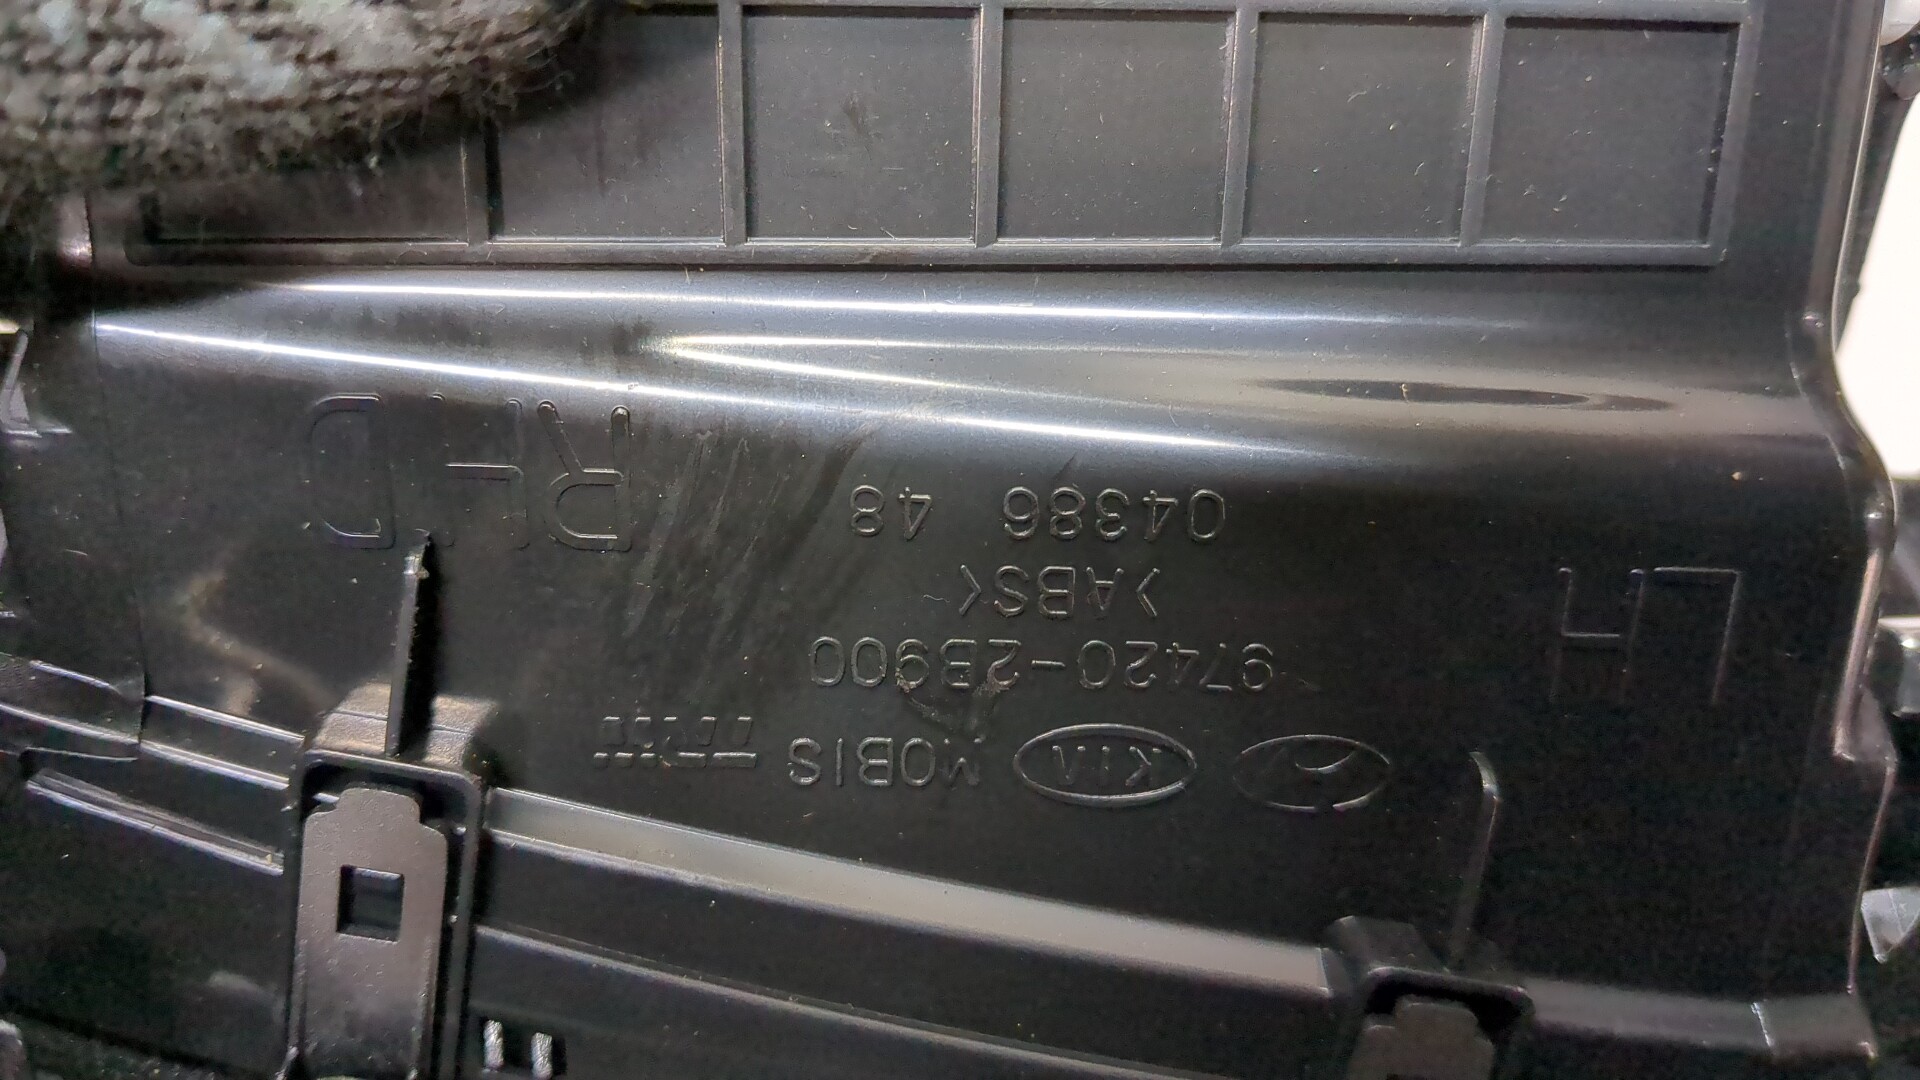 KIA MOBIS
97420-2B900
LH
>ABS<
04386 48
RHD